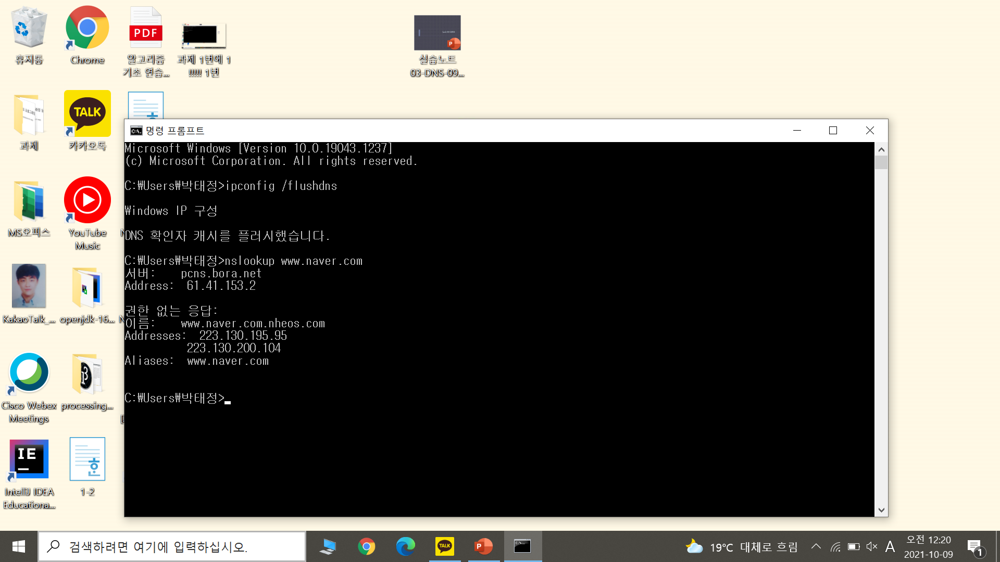 휴지통
Chrome
PDF
알고리즘
기초 연습...
과제 1번에 1
!!!!! 1번
실습노트
03-DNS-09...
과제
TALK
카카오톡
MS오피스
YouTube
Music
KakaoTalk_...
openjdk-16...
Cisco Webex
Meetings
processing...
IE
IntelliJ IDEA
Educationa...
한
1-2
명령 프롬프트
Microsoft Windows [Version 10.0.19043.1237]
(c) Microsoft Corporation. All rights reserved.
C:₩Users₩박태정>ipconfig /flushdns
Windows IP 구성
DNS 확인자 캐시를 플러시했습니다.
C:₩Users₩박태정>nslookup www.naver.com
서버:    pcns.bora.net
Address:  61.41.153.2
권한 없는 응답:
이름:    www.naver.com.nheos.com
Addresses:  223.130.195.95
223.130.200.104
Aliases:  www.naver.com
C:₩Users₩박태정>
검색하려면 여기에 입력하십시오.
TALK
P
19°C 대체로 흐림
A
오전 12:20
2021-10-09
1